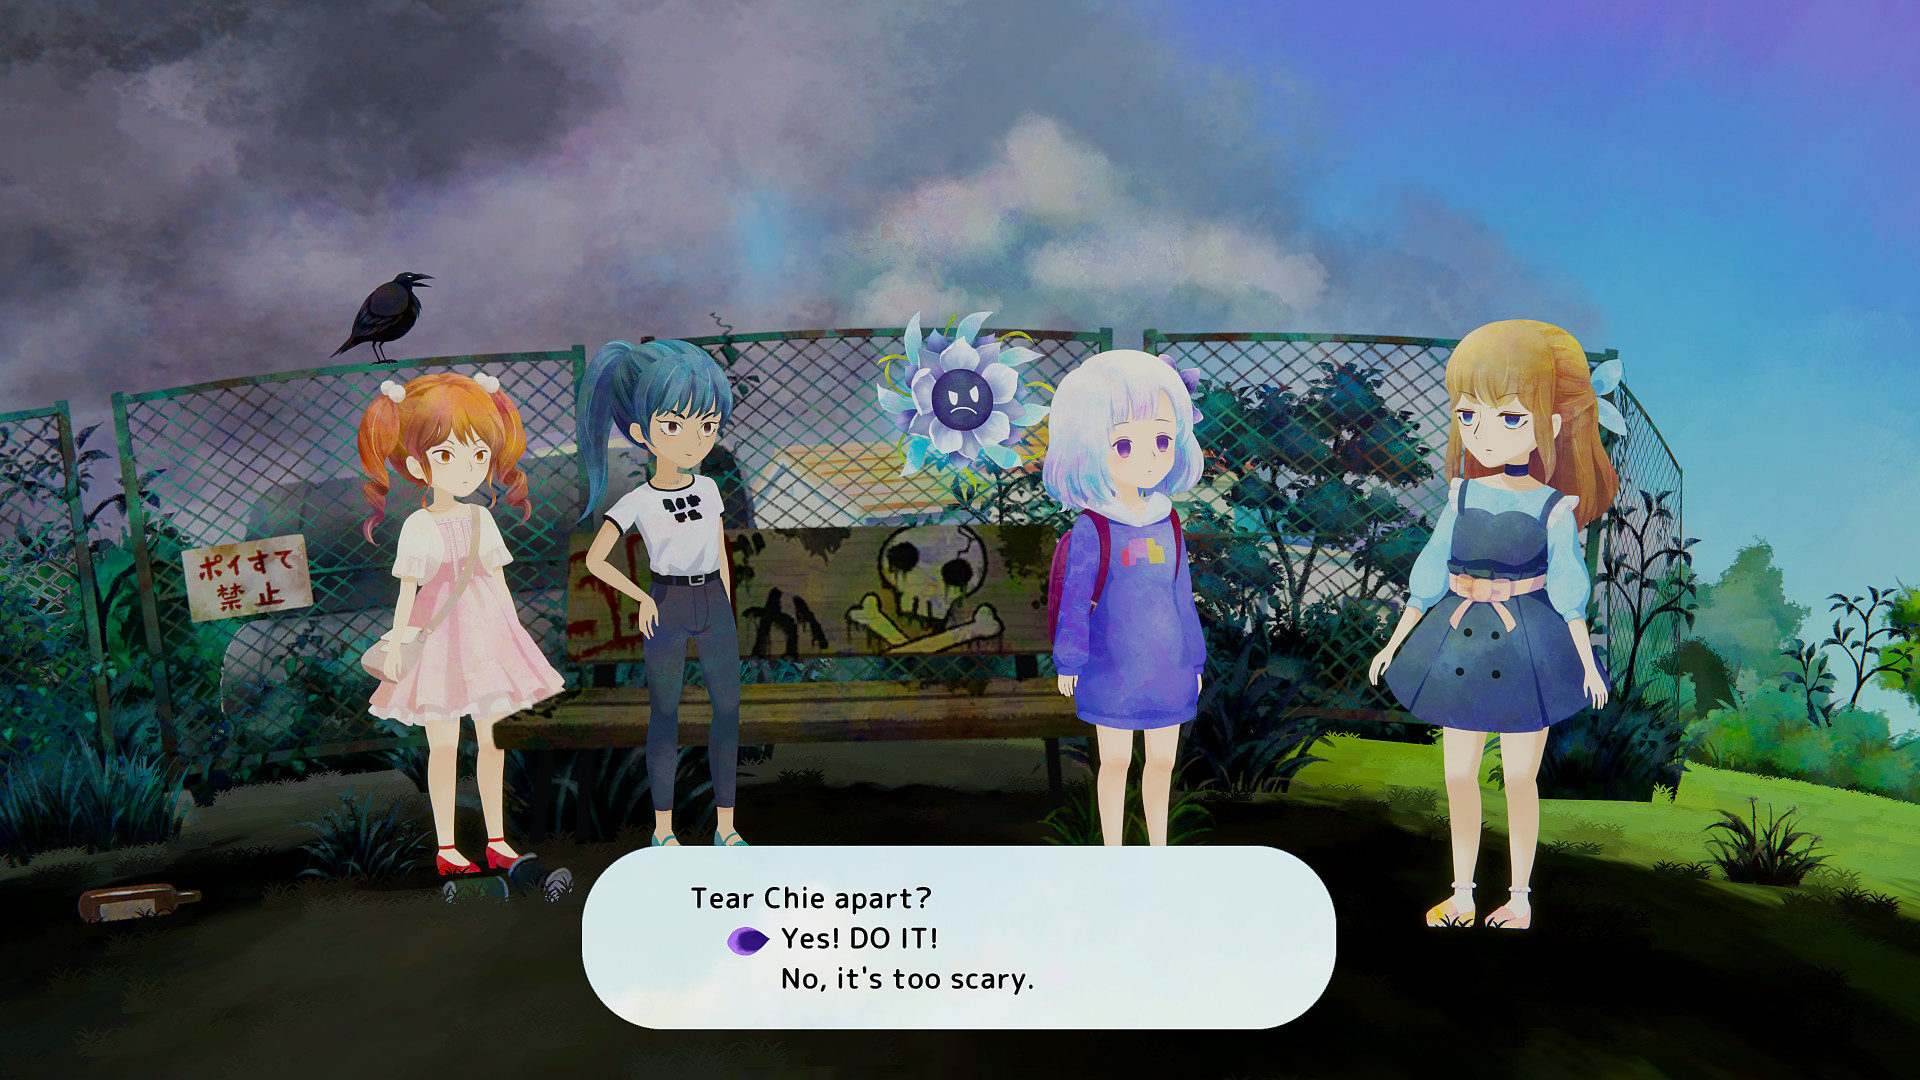 ポイすて
禁止
Tear Chie apart?
Yes! DO IT!
No, it's too scary.